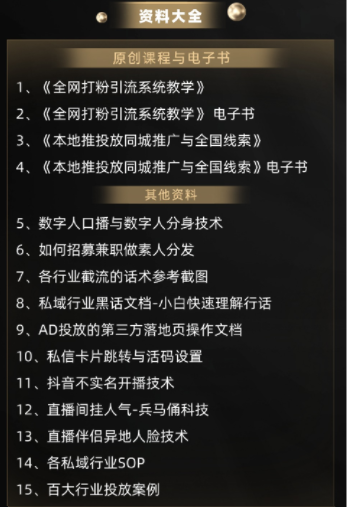 资料大全
原创课程与电子书
1、《全网打粉引流系统教学》
2、《全网打粉引流系统教学》 电子书
3、《本地推投放同城推广与全国线索》
4、《本地推投放同城推广与全国线索》电子书
其他资料
5、数字人口播与数字人分身技术
6、如何招募兼职做素人分发
7、各行业截流的话术参考截图
8、私域行业黑话文档-小白快速理解行话
9、AD投放的第三方落地页操作文档
10、私信卡片跳转与活码设置
11、抖音不实名开播技术
12、直播间挂人气-兵马俑科技
13、直播伴侣异地人脸技术
14、各私域行业SOP
15、百大行业投放案例